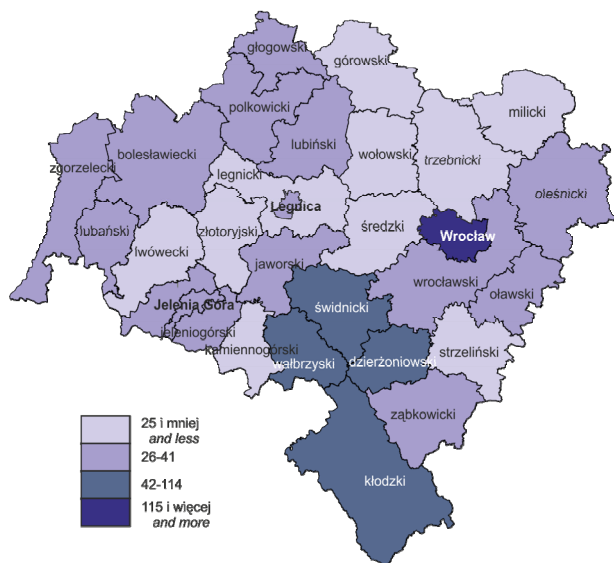 głogowski
górowski
milicki
polkowicki
lubiński
bolesławiecki
zgorzelecki
legnicki
wołowski
trzebnicki
oleśnicki
Legnica
lubański
lwówecki
złotoryjski
średzki
Wrocław
jaworski
wrocławski
oławski
Jelenia Góra
świdnicki
jeleniogórski
kamiennogórski
wałbrzyski
dzierżoniowski
strzeliński
ząbkowicki
kłodzki
25 i mniej
and less
26-41
42-114
115 i więcej
and more